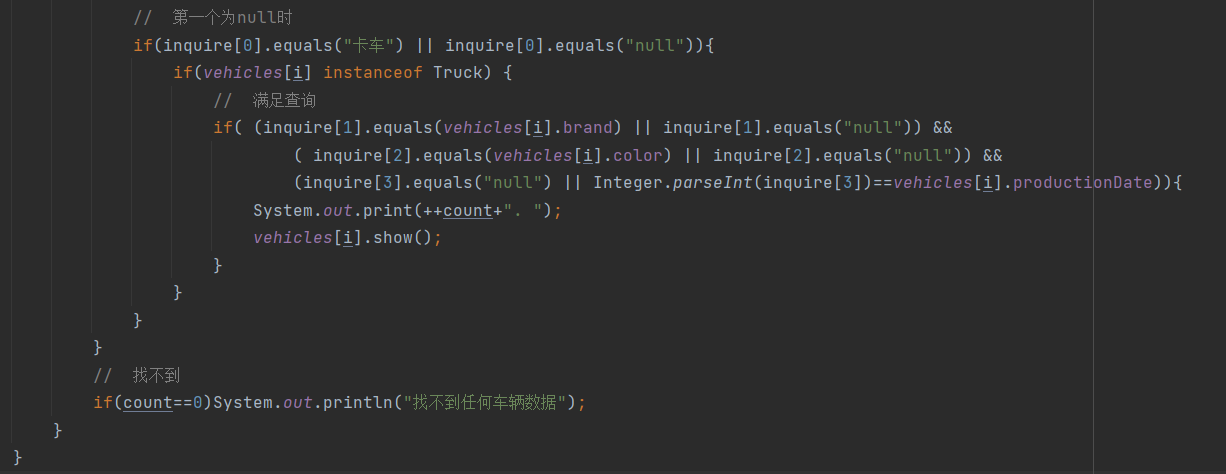 //  第一个为null时
if(inquire[0].equals("卡车") || inquire[0].equals("null")){
if(vehicles[i] instanceof Truck) {
//  满足查询
if( (inquire[1].equals(vehicles[i].brand) || inquire[1].equals("null")) &&
( inquire[2].equals(vehicles[i].color) || inquire[2].equals("null")) &&
(inquire[3].equals("null") || Integer.parseInt(inquire[3])==vehicles[i].productionDate)){
System.out.print(++count+". ");
vehicles[i].show();
}
}
}
}
//  找不到
if(count==0)System.out.println("找不到任何车辆数据");
}
}